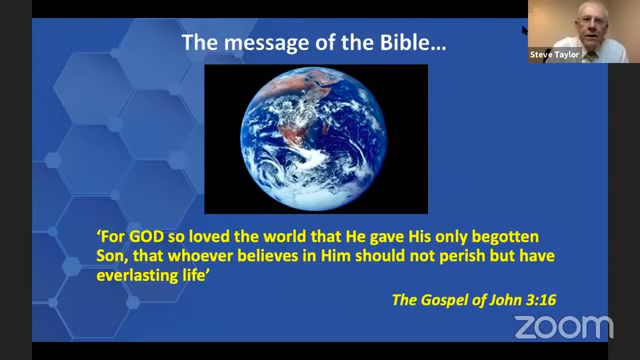 The message of the Bible...
Steve Taylor
‘For GOD so loved the world that He gave His only begotten
Son, that whoever believes in Him should not perish but have
everlasting life’
The Gospel of John 3:16
zoom